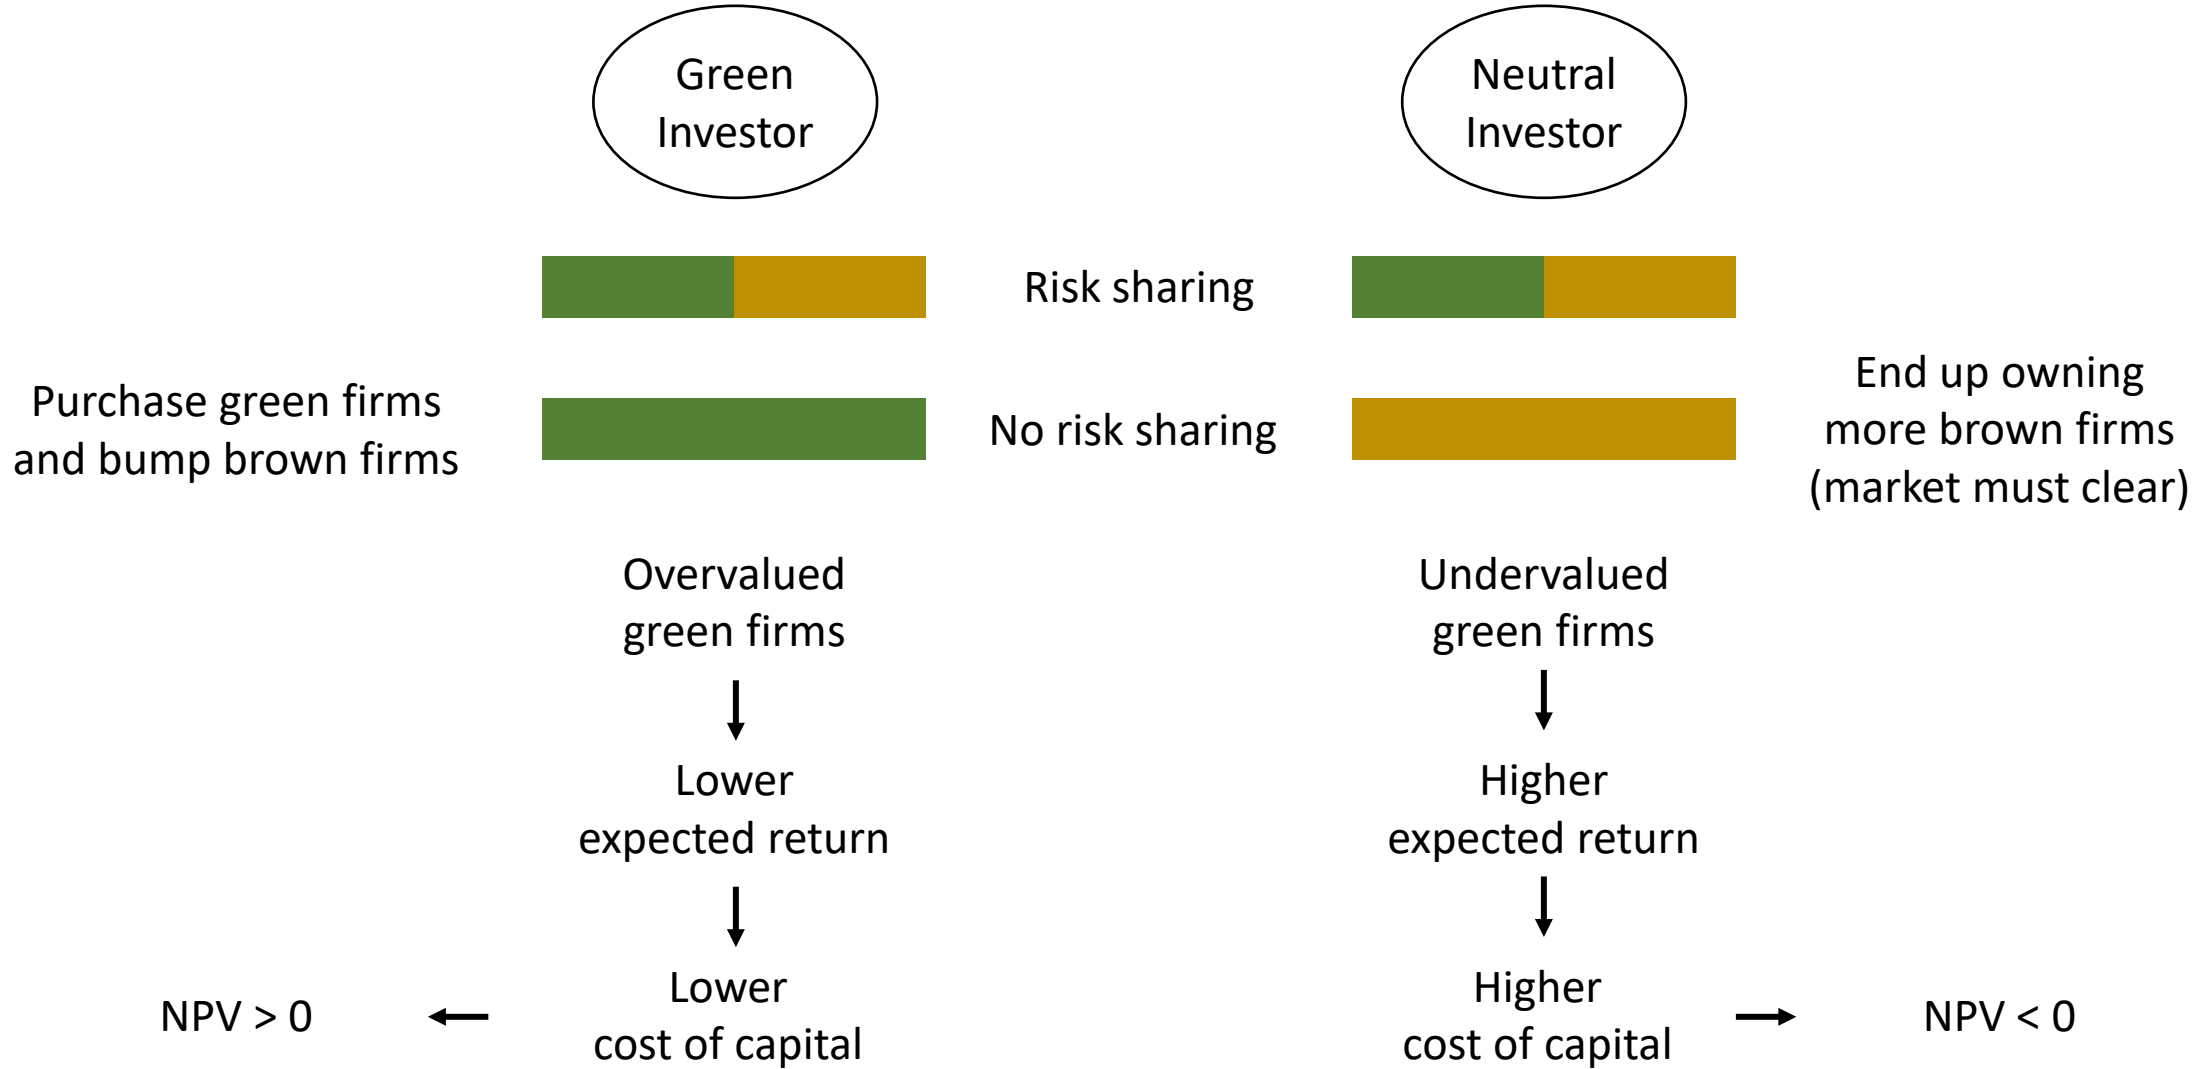 Green
Investor
Neutral
Investor
Risk sharing
Purchase green firms
and bump brown firms
No risk sharing
End up owning
more brown firms
(market must clear)
Overvalued
green firms
Undervalued
green firms
Lower
expected return
Higher
expected return
NPV > 0
Lower
cost of capital
Higher
cost of capital
NPV < 0